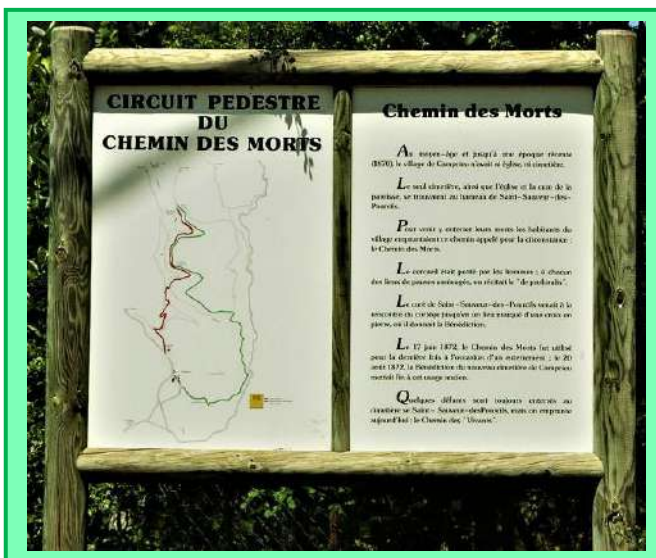 CIRCUIT PEDESTRE
DU
CHEMIN DES MORTS
Chemin des Morts
Au moyen-âge et jusqu'à une époque récente
(1870), le village de Camprieu n'avait ni église, ni cimetière.
Le seul cimetière, ainsi que l'église et la cure de la
paroisse, se trouvaient au hameau de Saint-Sauveur-des-
Pourcils.
Pour venir y enterrer leurs morts les habitants du
village empruntaient ce chemin appelé pour la circonstance :
le Chemin des Morts.
Le cercueil était porté par les hommes ; à chacun
des lieux de pauses aménagés, on récitait le "de profundis".
Le curé de Saint-Sauveur-des-Pourcils venait à la
rencontre du cortège jusqu'en un lieu marqué d'une croix en
pierre, où il donnait la Bénédiction.
Le 17 juin 1872, le Chemin des Morts fut utilisé
pour la dernière fois à l'occasion d'un enterrement ; le 20
août 1872, la Bénédiction du nouveau cimetière de Camprieu
mettait fin à cet usage ancien.
Quelques défunts sont toujours enterrés au
cimetière se Saint-Sauveur-desPourcils, mais on emprunte
aujourd'hui : le Chemin des "Vivants".